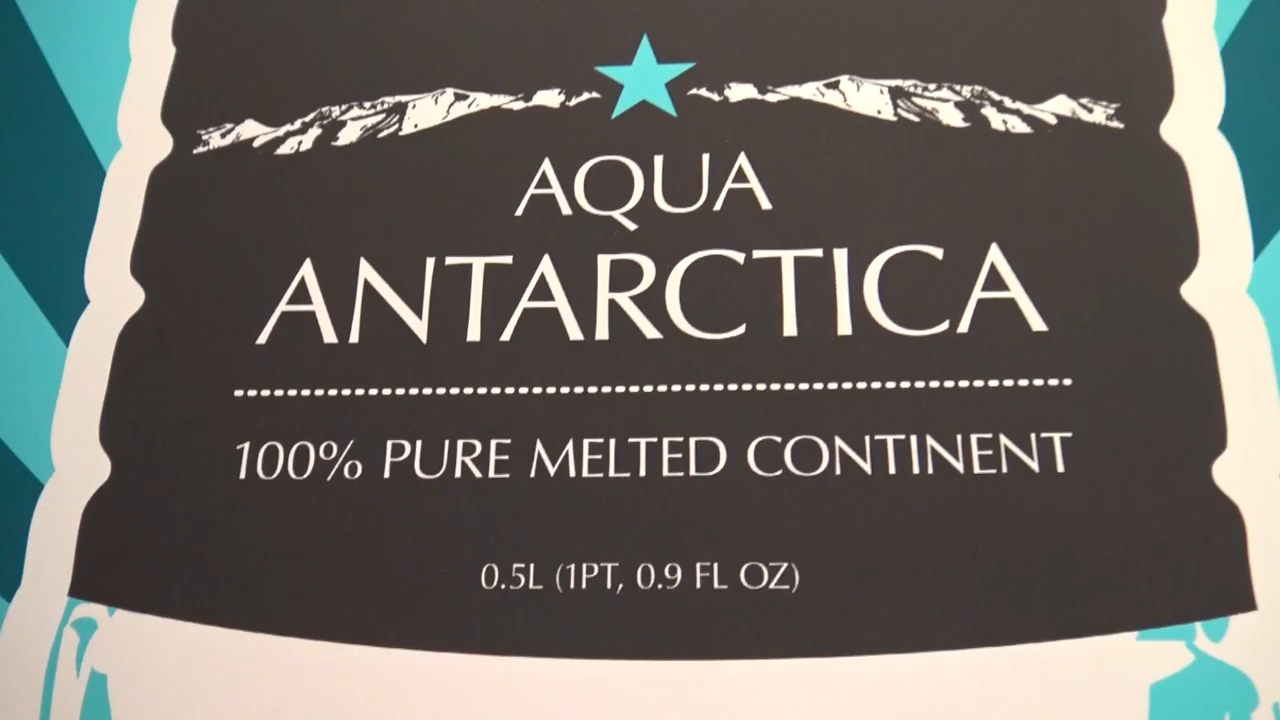 AQUA
ANTARCTICA
100% PURE MELTED CONTINENT
0.5L (1PT, 0.9 FL OZ)